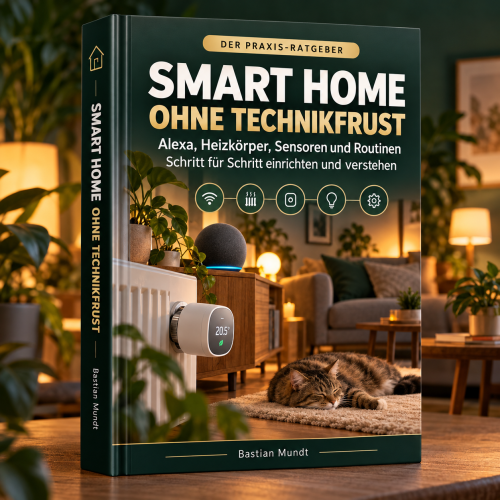 DER PRAXIS-RATGEBER
SMART HOME
OHNE TECHNIKFRUST
Alexa, Heizkörper, Sensoren und Routinen
Schritt für Schritt einrichten und verstehen
20.5°
Bastian Mundt
SMART HOME OHNE TECHNIKFRUST
Bastian Mundt